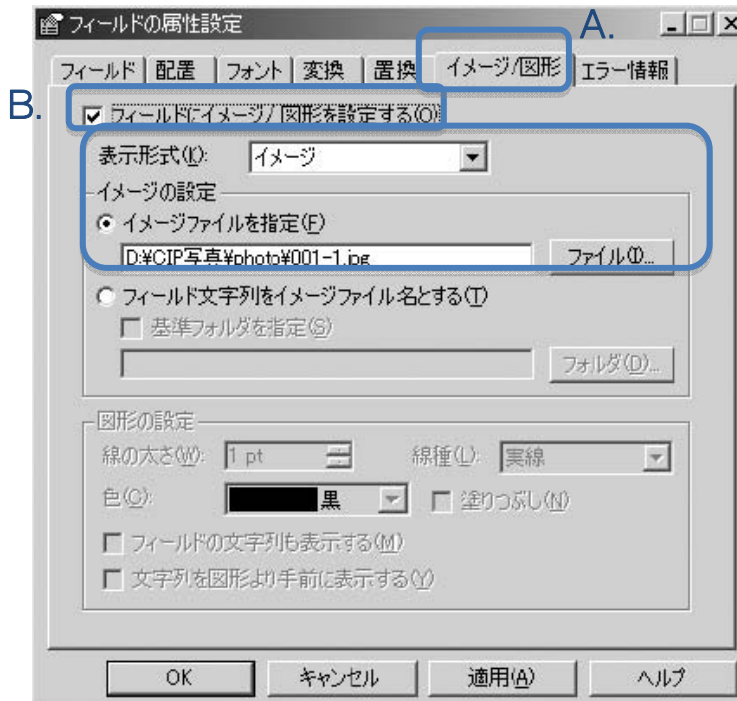 フィールドの属性設定
A.
フィールド 配置 フォント 変換 置換 イメージ/図形 エラー情報
B.
フィールドにイメージ/図形を設定する(O)
表示形式(K): イメージ
イメージの設定
イメージファイルを指定(F)
D:¥CIP写真¥photo¥001-1.jpg ファイル(I)...
フィールド文字列をイメージファイル名とする(T)
基準フォルダを指定(S)
フォルダ(D)...
図形の設定
線の太さ(W): 1 pt 線種(L): 実線
色(C): 黒 塗りつぶし(N)
フィールドの文字列も表示する(M)
文字列を図形より手前に表示する(Y)
OK キャンセル 適用(A) ヘルプ